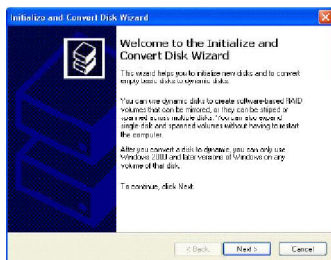 Initialize and Convert Disk Wizard
Welcome to the Initialize and
Convert Disk Wizard
This wizard helps you to initialize new disks and to convert
empty basic disks to dynamic disks.
You can use dynamic disks to create software-based RAID
volumes that can be mirrored, or they can be striped or
spanned across multiple disks. You can also expand
single disk and spanned volumes without having to restart
the computer.
After you convert a disk to dynamic, you can only use
Windows 2000 and later versions of Windows on any
volume of that disk.
To continue, click Next.
< Back
Next >
Cancel